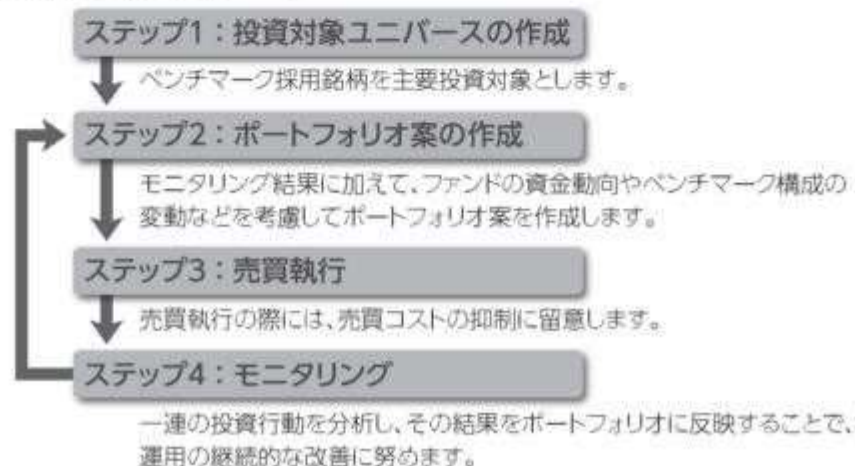 ステップ1：投資対象ユニバースの作成
ベンチマーク採用銘柄を主要投資対象とします。
ステップ2：ポートフォリオ案の作成
モニタリング結果に加えて、ファンドの資金動向やベンチマーク構成の
変動などを考慮してポートフォリオ案を作成します。
ステップ3：売買執行
売買執行の際には、売買コストの抑制に留意します。
ステップ4：モニタリング
一連の投資行動を分析し、その結果をポートフォリオに反映することで、
運用の継続的な改善に努めます。